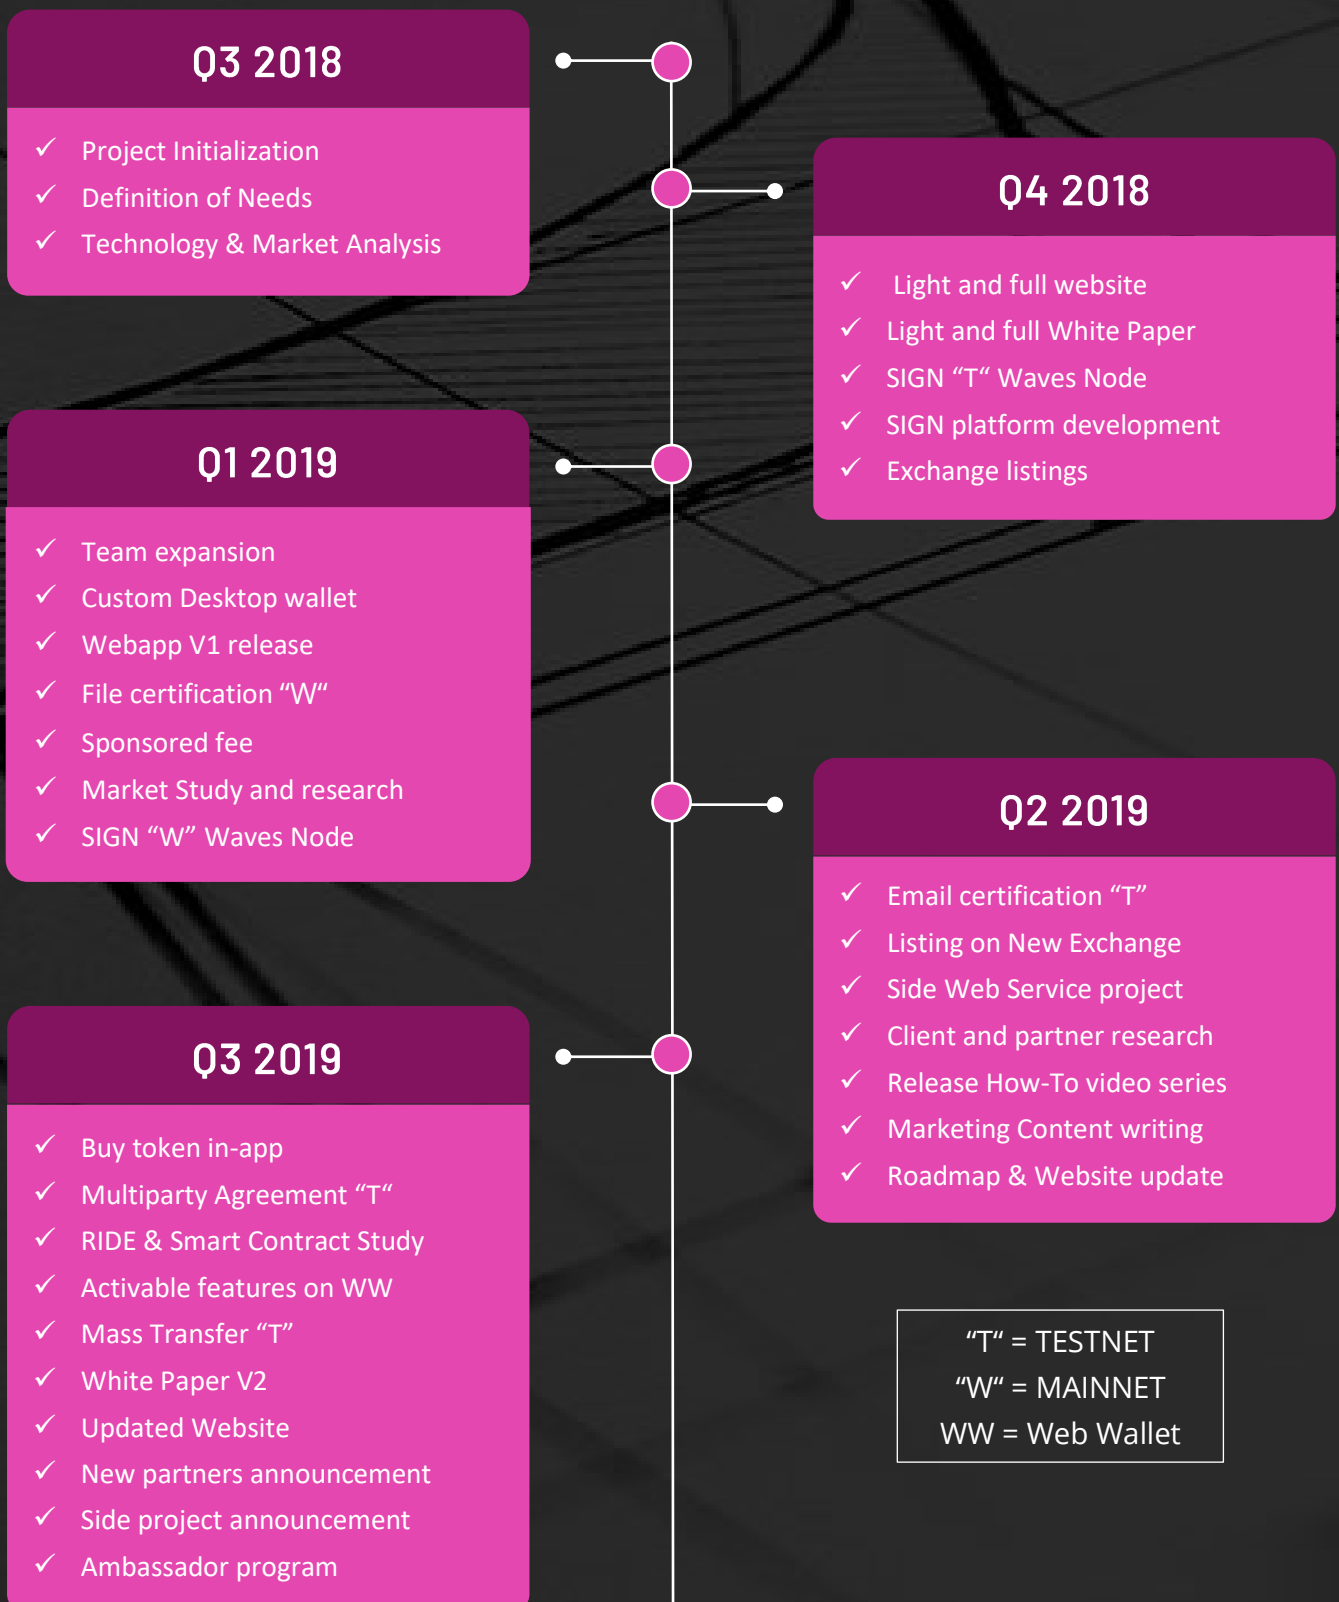 Q3 2018
✓ Project Initialization
✓ Definition of Needs
✓ Technology & Market Analysis
Q4 2018
✓ Light and full website
✓ Light and full White Paper
✓ SIGN “T“ Waves Node
✓ SIGN platform development
✓ Exchange listings
Q1 2019
✓ Team expansion
✓ Custom Desktop wallet
✓ Webapp V1 release
✓ File certification “W“
✓ Sponsored fee
✓ Market Study and research
✓ SIGN “W” Waves Node
Q2 2019
✓ Email certification “T”
✓ Listing on New Exchange
✓ Side Web Service project
✓ Client and partner research
✓ Release How-To video series
✓ Marketing Content writing
✓ Roadmap & Website update
Q3 2019
✓ Buy token in-app
✓ Multiparty Agreement “T“
✓ RIDE & Smart Contract Study
✓ Activable features on WW
✓ Mass Transfer “T”
✓ White Paper V2
✓ Updated Website
✓ New partners announcement
✓ Side project announcement
✓ Ambassador program
“T“ = TESTNET
“W“ = MAINNET
WW = Web Wallet